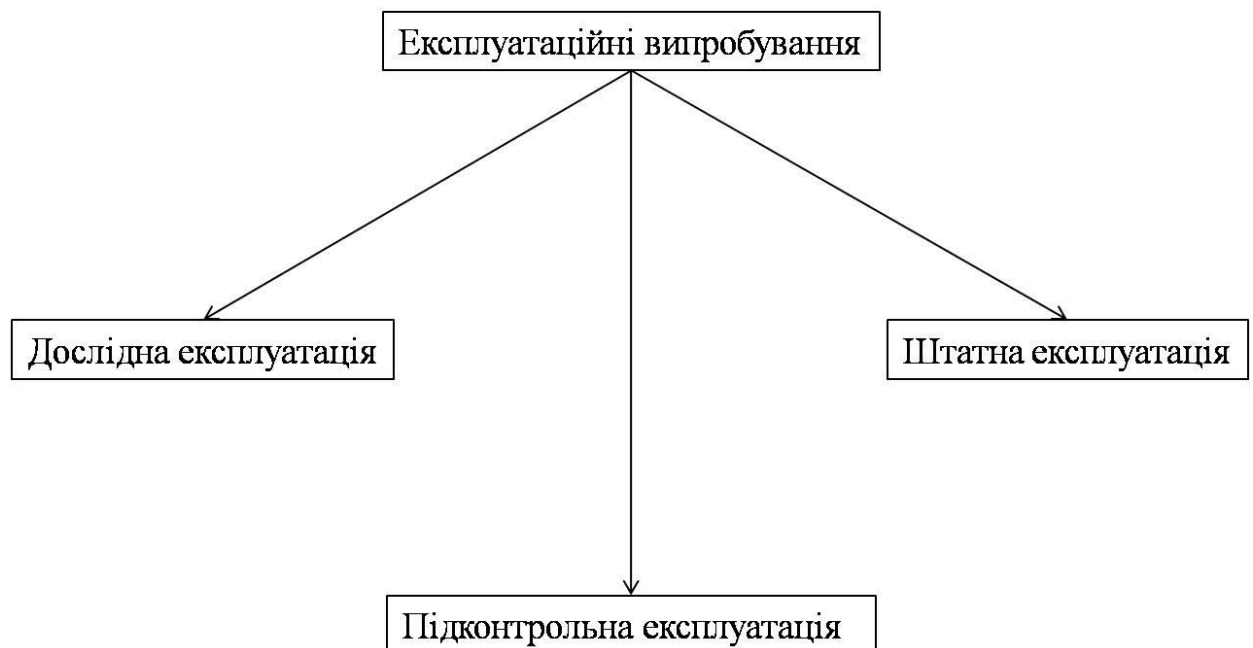 Експлуатаційні випробування
Дослідна експлуатація
Штатна експлуатація
Підконтрольна експлуатація